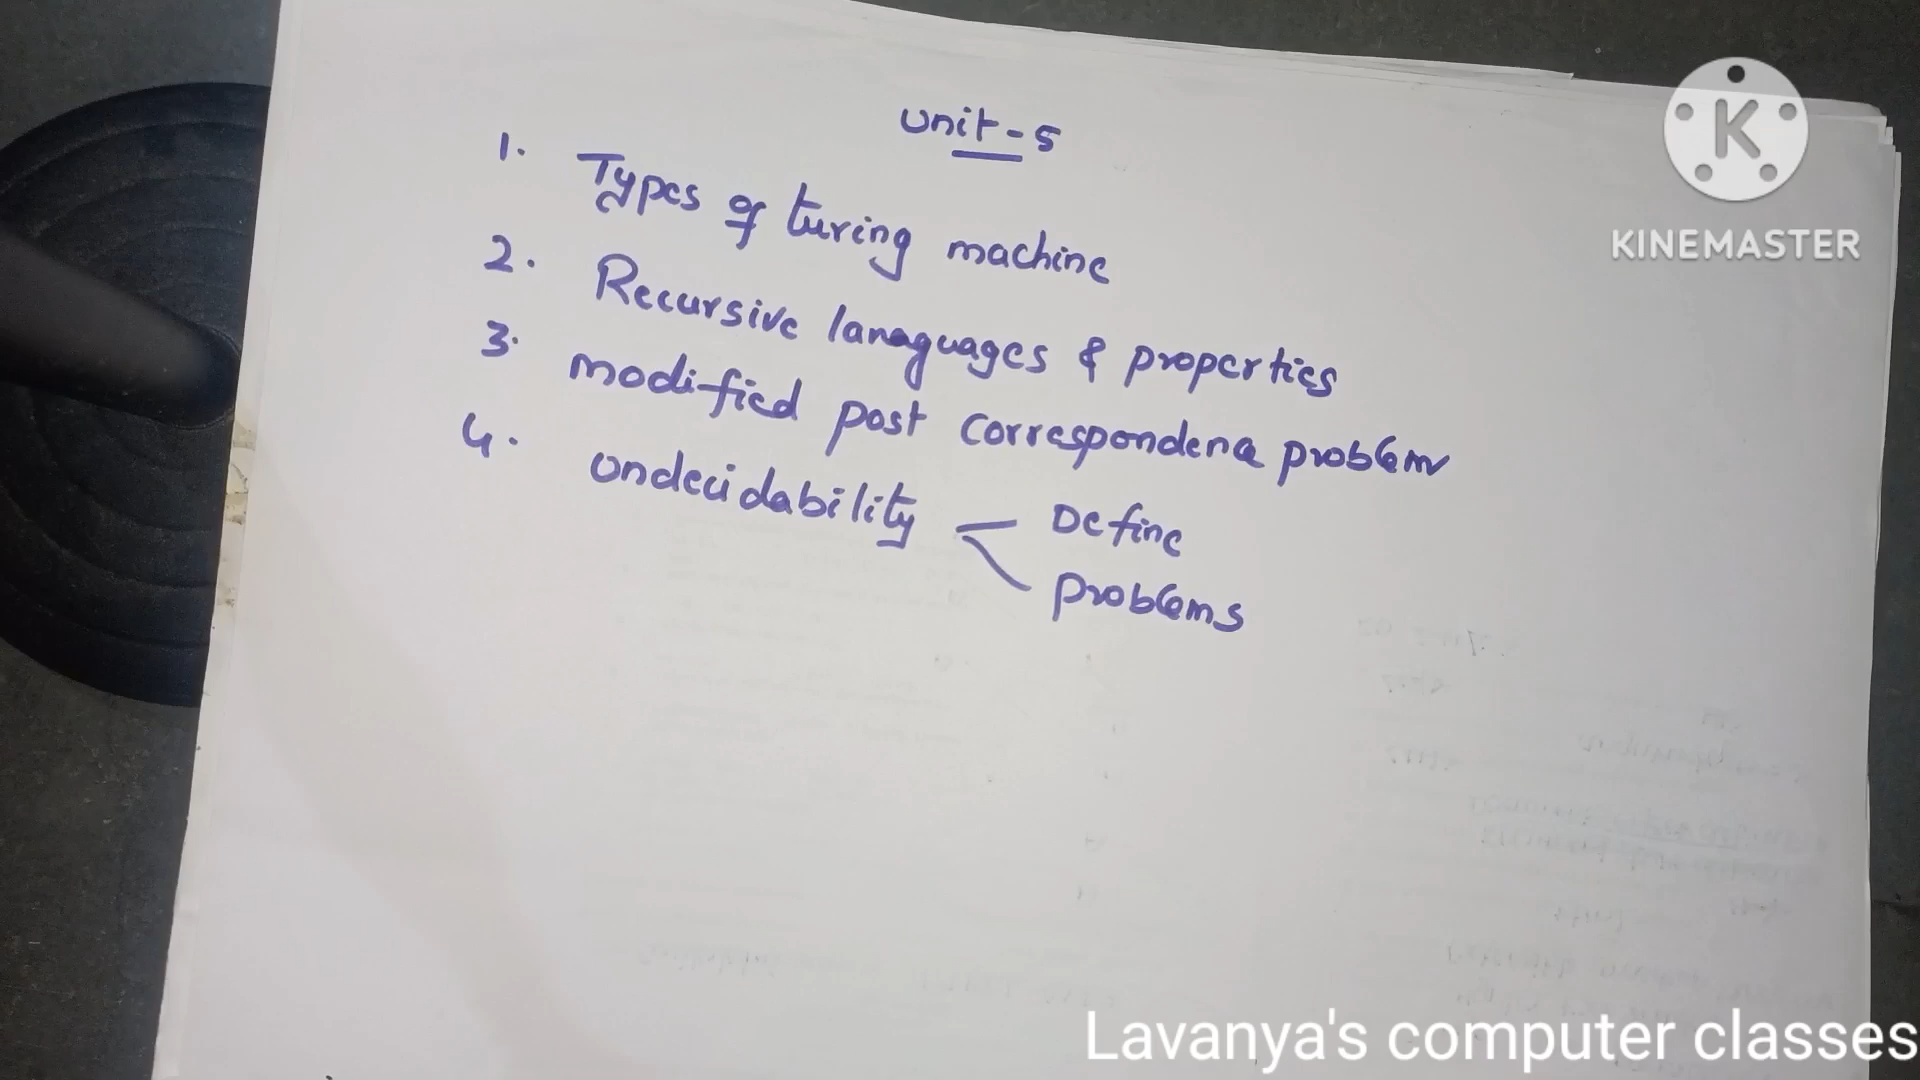 Unit-5
1. Types of turing machine
2. Recursive lanaguages & properties
3. modified post correspondence problem
4. undecidability
Define
problems
KINEMASTER
Lavanya's computer classes